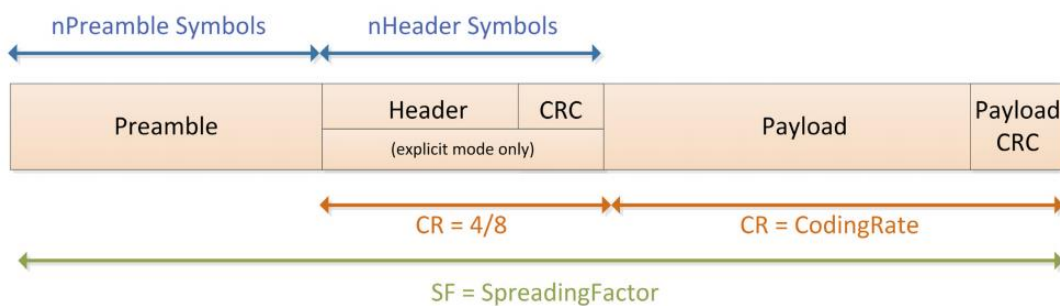 nPreamble Symbols
nHeader Symbols
Preamble
Header
CRC
(explicit mode only)
Payload
Payload
CRC
CR = 4/8
CR = CodingRate
SF = SpreadingFactor